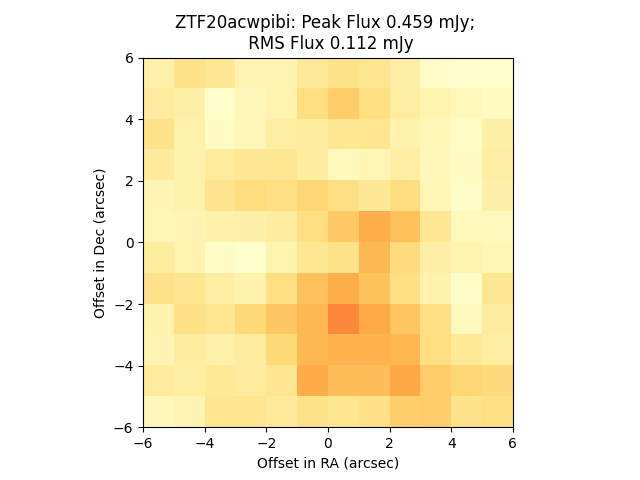 ZTF20acwpibi: Peak Flux 0.459 mJy;
RMS Flux 0.112 mJy
6
4
2
0
−2
−4
−6
Offset in Dec (arcsec)
−6 −4 −2 0 2 4 6
Offset in RA (arcsec)